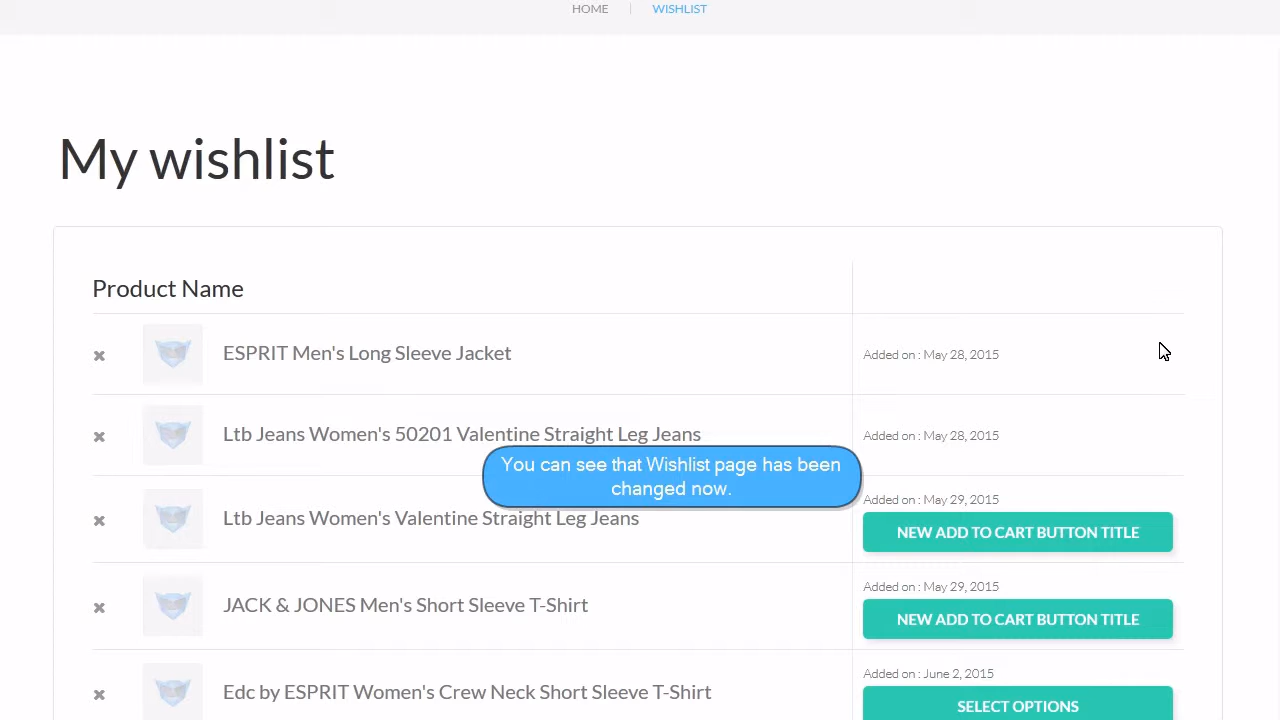 HOME | WISHLIST
My wishlist
Product Name
ESPRIT Men's Long Sleeve Jacket
Added on : May 28, 2015
Ltb Jeans Women's 50201 Valentine Straight Leg Jeans
Added on : May 28, 2015
You can see that Wishlist page has been
changed now.
Added on : May 29, 2015
Ltb Jeans Women's Valentine Straight Leg Jeans
NEW ADD TO CART BUTTON TITLE
Added on : May 29, 2015
JACK & JONES Men's Short Sleeve T-Shirt
NEW ADD TO CART BUTTON TITLE
Added on : June 2, 2015
Edc by ESPRIT Women's Crew Neck Short Sleeve T-Shirt
SELECT OPTIONS